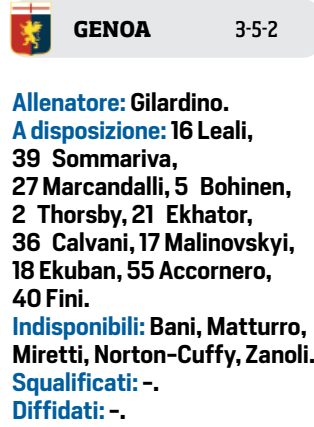 GENOA 3-5-2
Allenatore: Gilardino.
A disposizione: 16 Leali,
39 Sommariva,
27 Marcandalli, 5 Bohinen,
2 Thorsby, 21 Ekhator,
36 Calvani, 17 Malinovskyi,
18 Ekuban, 55 Accornero,
40 Fini.
Indisponibili: Bani, Matturro,
Miretti, Norton-Cuffy, Zanoli.
Squalificati: -.
Diffidati: -.